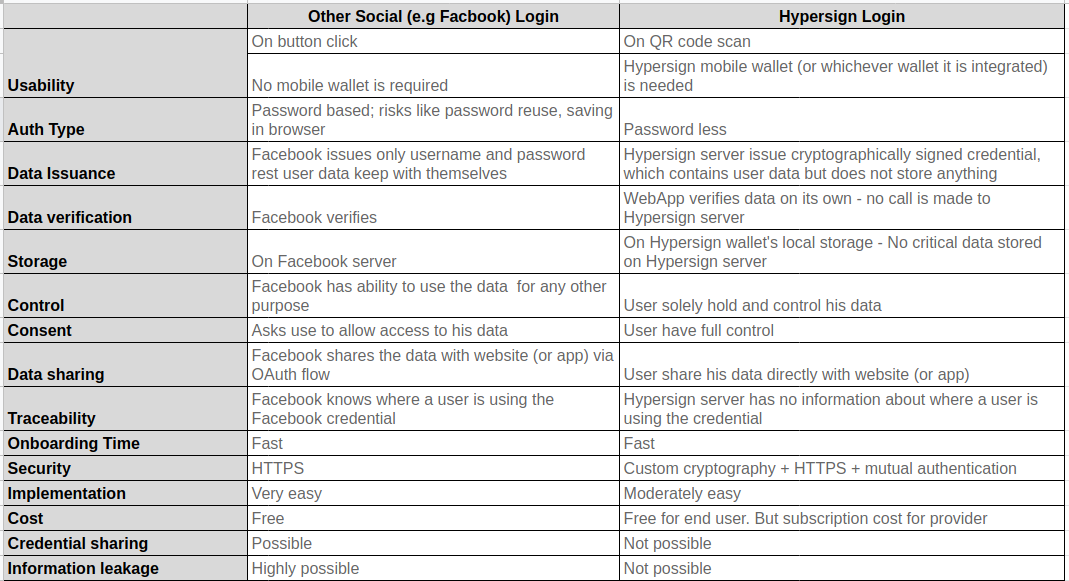 Other Social (e.g Facbook) Login
Hypersign Login
Usability
On button click
On QR code scan
No mobile wallet is required
Hypersign mobile wallet (or whichever wallet it is integrated)
is needed
Auth Type
Password based; risks like password reuse, saving
in browser
Password less
Data Issuance
Facebook issues only username and password
rest user data keep with themselves
Hypersign server issue cryptographically signed credential,
which contains user data but does not store anything
Data verification
Facebook verifies
WebApp verifies data on its own - no call is made to
Hypersign server
Storage
On Facebook server
On Hypersign wallet's local storage - No critical data stored
on Hypersign server
Control
Facebook has ability to use the data  for any other
purpose
User solely hold and control his data
Consent
Asks use to allow access to his data
User have full control
Data sharing
Facebook shares the data with website (or app) via
OAuth flow
User share his data directly with website (or app)
Traceability
Facebook knows where a user is using the
Facebook credential
Hypersign server has no information about where a user is
using the credential
Onboarding Time
Fast
Fast
Security
HTTPS
Custom cryptography + HTTPS + mutual authentication
Implementation
Very easy
Moderately easy
Cost
Free
Free for end user. But subscription cost for provider
Credential sharing
Possible
Not possible
Information leakage
Highly possible
Not possible